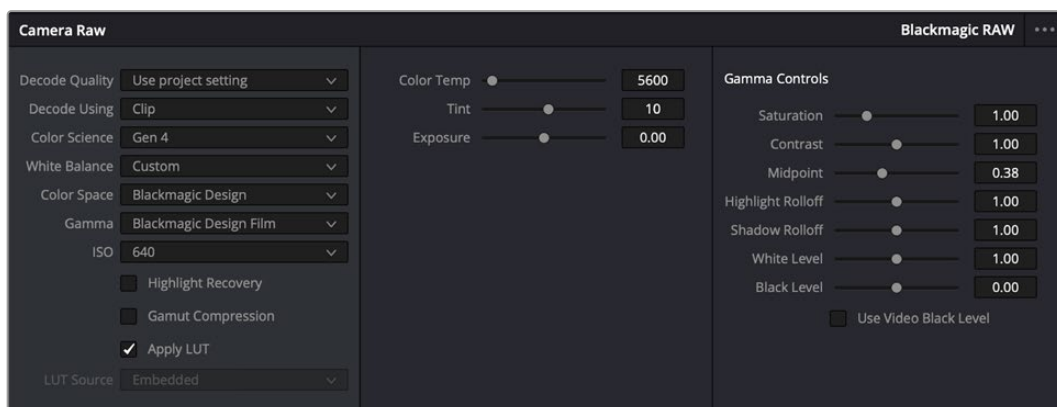 Camera Raw
Blackmagic RAW
Decode Quality Use project setting
Decode Using Clip
Color Science Gen 4
White Balance Custom
Color Space Blackmagic Design
Gamma Blackmagic Design Film
ISO 640
Highlight Recovery
Gamut Compression
Apply LUT
LUT Source Embedded
Color Temp 5600
Tint 10
Exposure 0.00
Gamma Controls
Saturation 1.00
Contrast 1.00
Midpoint 0.38
Highlight Rolloff 1.00
Shadow Rolloff 1.00
White Level 1.00
Black Level 0.00
Use Video Black Level